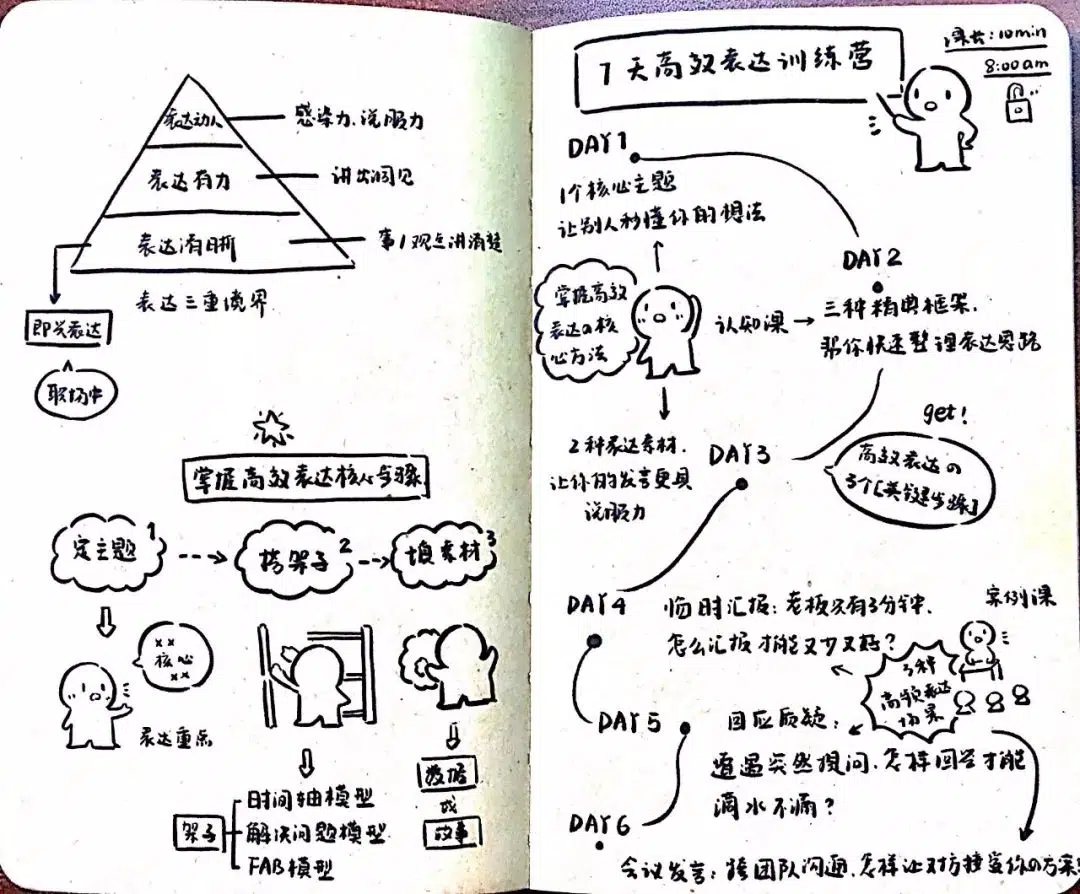 表达动人
感染力、说服力
表达有力
讲出洞见
表达清晰
事/观点讲清楚
表达三重境界
即兴表达
职场中
掌握高效表达核心步骤
定主题 1
搭架子 2
填素材 3
核心
表达重点
架子
时间轴模型
解决问题模型
FAB模型
数据
或
故事
7天高效表达训练营
课长:10min
8:00am
DAY1
1个核心主题
让别人秒懂你的想法
DAY2
三种精典框架,
帮你快速整理表达思路
掌握高效
表达の核
心方法
认知课
2种表达素材,
让你的发言更具
说服力
DAY3
get!
高效表达の
3个[关键步骤]
DAY4
临时汇报:老板只有3分钟,
怎么汇报才能又少又好?
案例课
3种
高频表达
场景
DAY5
回应质疑:
遭遇突然提问,怎样回答才能
滴水不漏?
DAY6
会议发言:跨团队沟通,怎样让对方接受你の方案